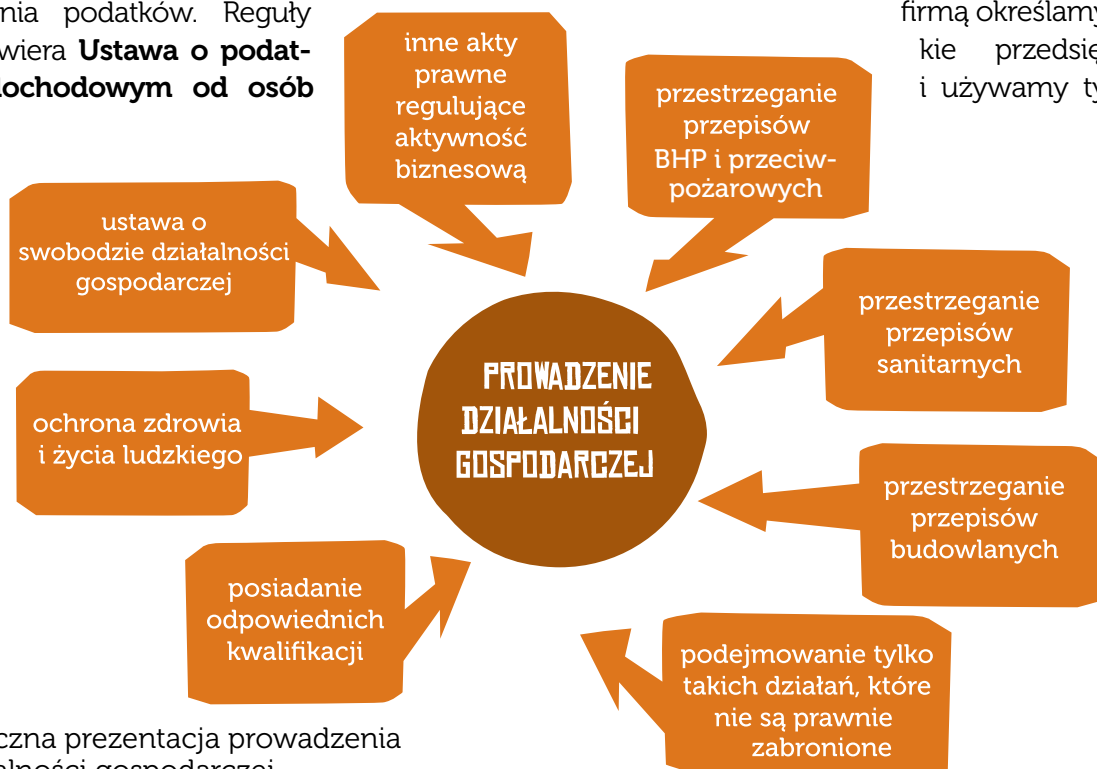 nia podatków. Reguły
wiera Ustawa o podat-
dochodowym od osób
firmą określamy
kie przedsię
i używamy ty
inne akty
prawne
regulujące
aktywność
biznesową
przestrzeganie
przepisów
BHP i przeciw-
pożarowych
ustawa o
swobodzie działalności
gospodarczej
przestrzeganie
przepisów
sanitarnych
PROWADZENIE
DZIAŁALNOŚCI
GOSPODARCZEJ
ochrona zdrowia
i życia ludzkiego
przestrzeganie
przepisów
budowlanych
posiadanie
odpowiednich
kwalifikacji
podejmowanie tylko
takich działań, które
nie są prawnie
zabronione
czna prezentacja prowadzenia
alności gospodarczej